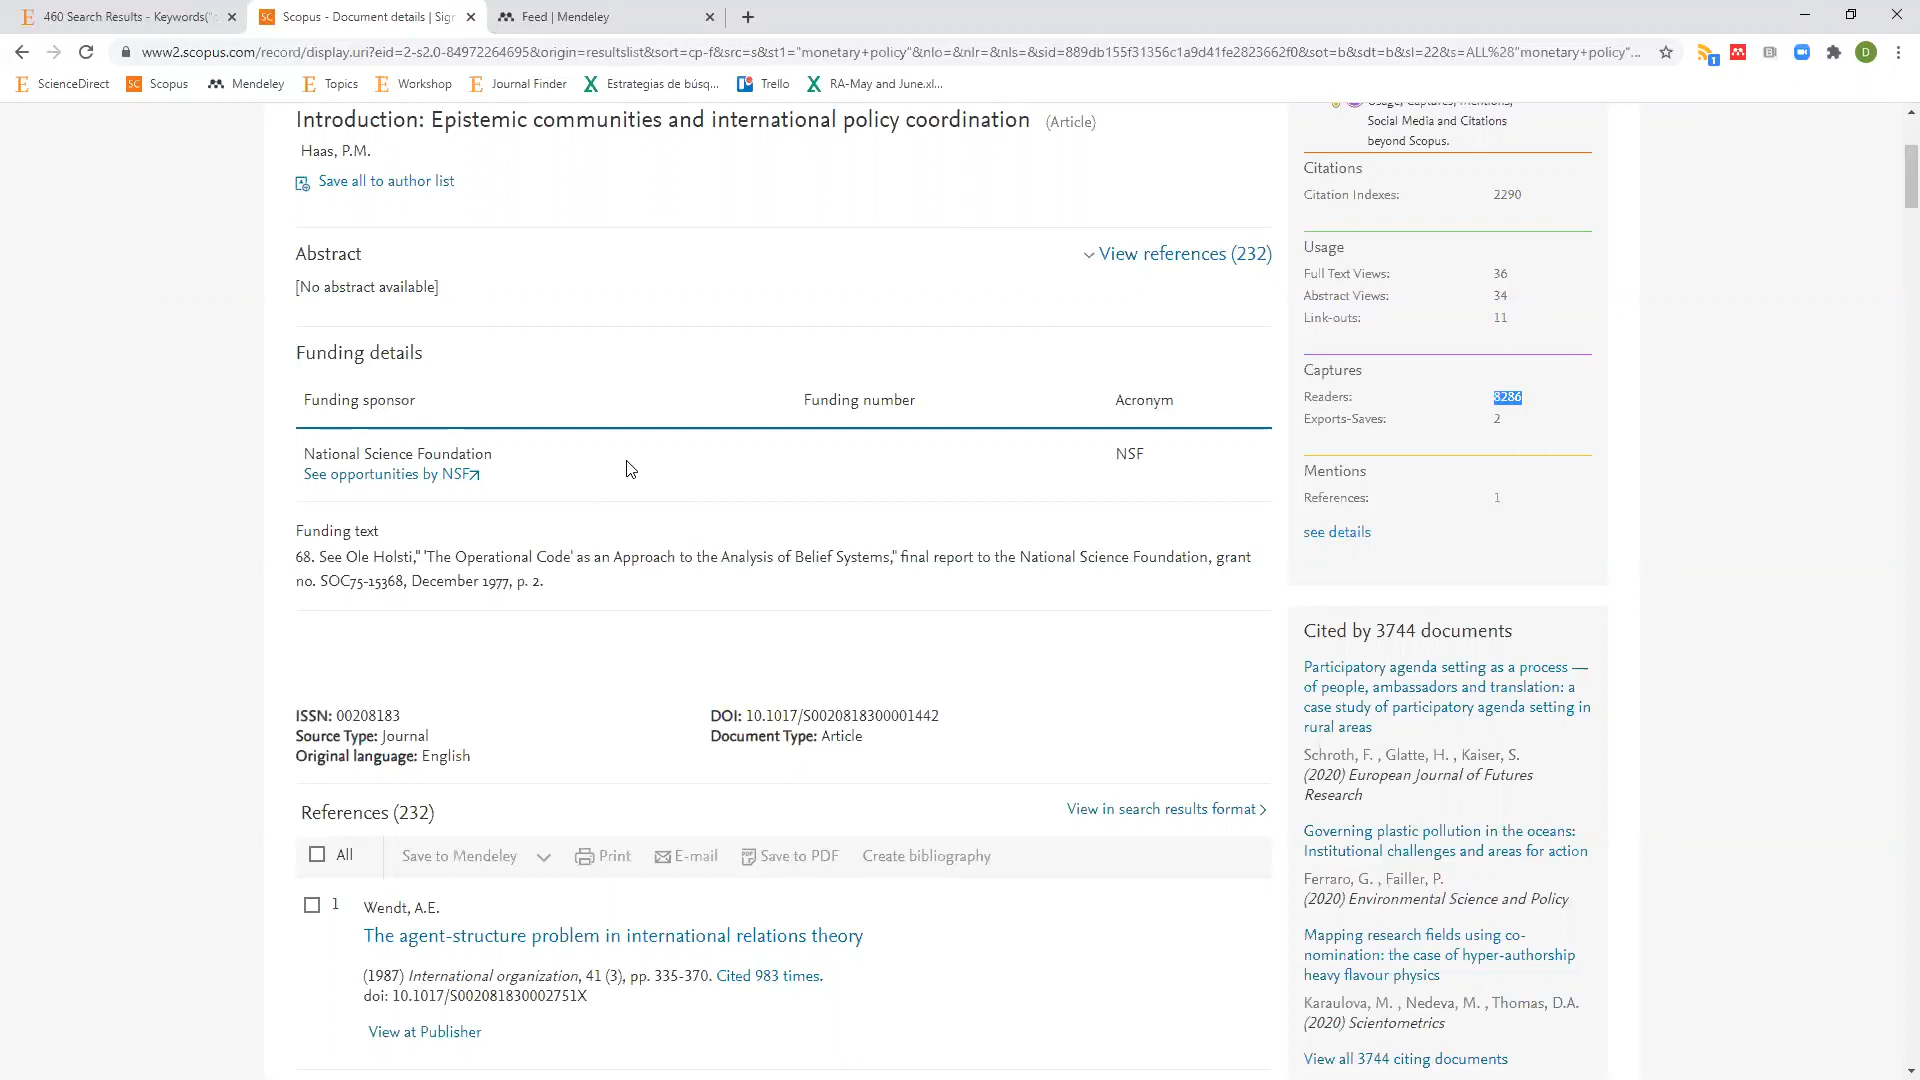 460 Search Results - Keywords("
Scopus - Document details | Sign
Feed | Mendeley
www2.scopus.com/record/display.uri?eid=2-s2.0-84972264695&origin=resultslist&sort=cp-f&src=s&st1="monetary+policy"&nlo=&nlr=&nls=&sid=889db155f31356c1a9d41fe2823662f0&sot=b&sdt=b&sl=22&s=ALL%28"monetary+policy"...
D
ScienceDirect
SC Scopus
Mendeley
Topics
Workshop
Journal Finder
Estrategias de búsq...
Trello
RA-May and June.xl...
Introduction: Epistemic communities and international policy coordination (Article)
Haas, P.M.
Save all to author list
Abstract
View references (232)
[No abstract available]
Funding details
Funding sponsor Funding number Acronym
National Science Foundation NSF
See opportunities by NSF
Funding text
68. See Ole Holsti," 'The Operational Code' as an Approach to the Analysis of Belief Systems," final report to the National Science Foundation, grant
no. SOC75-15368, December 1977, p. 2.
ISSN: 00208183
Source Type: Journal
Original language: English
DOI: 10.1017/S0020818300001442
Document Type: Article
References (232)
View in search results format
All
Save to Mendeley
Print
E-mail
Save to PDF
Create bibliography
1
Wendt, A.E.
The agent-structure problem in international relations theory
(1987) International organization, 41 (3), pp. 335-370. Cited 983 times.
doi: 10.1017/S002081830002751X
View at Publisher
Usage, Captures, Mentions,
Social Media and Citations
beyond Scopus.
Citations
Citation Indexes: 2290
Usage
Full Text Views: 36
Abstract Views: 34
Link-outs: 11
Captures
Readers: 8286
Exports-Saves: 2
Mentions
References: 1
see details
Cited by 3744 documents
Participatory agenda setting as a process —
of people, ambassadors and translation: a
case study of participatory agenda setting in
rural areas
Schroth, F. , Glatte, H. , Kaiser, S.
(2020) European Journal of Futures
Research
Governing plastic pollution in the oceans:
Institutional challenges and areas for action
Ferraro, G. , Failler, P.
(2020) Environmental Science and Policy
Mapping research fields using co-
nomination: the case of hyper-authorship
heavy flavour physics
Karaulova, M. , Nedeva, M. , Thomas, D.A.
(2020) Scientometrics
View all 3744 citing documents